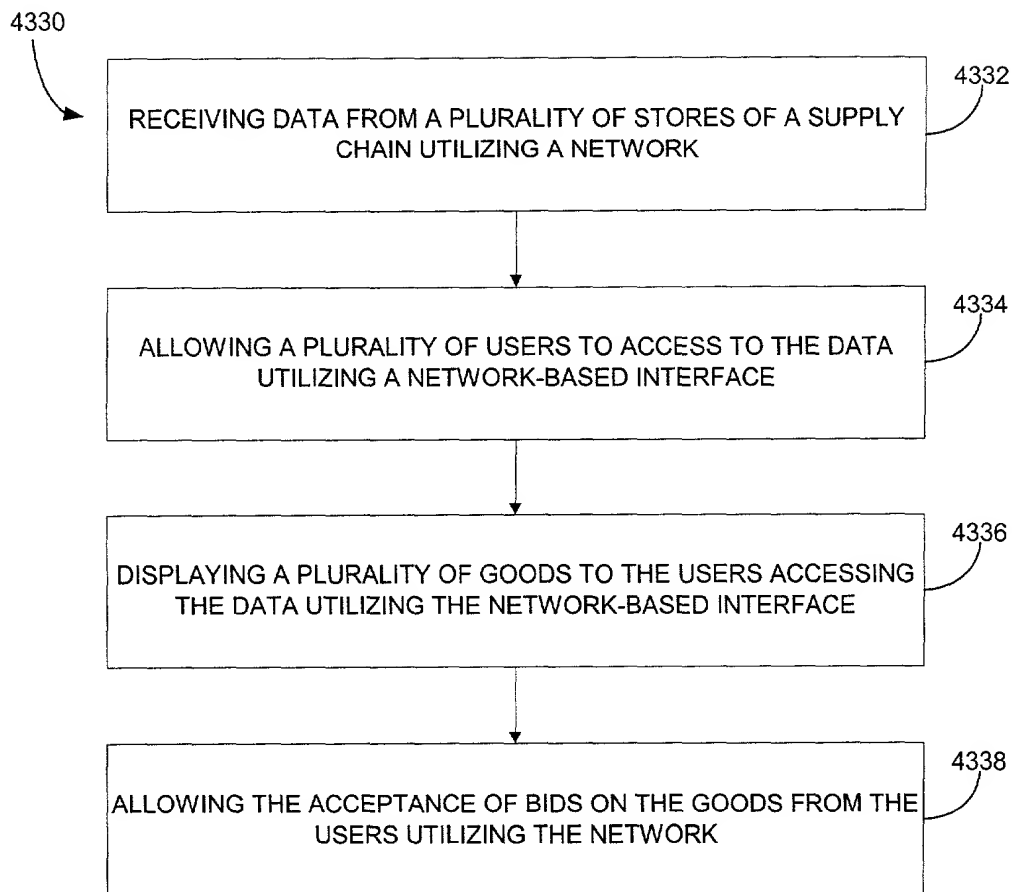 4330
4332
RECEIVING DATA FROM A PLURALITY OF STORES OF A SUPPLY
CHAIN UTILIZING A NETWORK
4334
ALLOWING A PLURALITY OF USERS TO ACCESS TO THE DATA
UTILIZING A NETWORK-BASED INTERFACE
4336
DISPLAYING A PLURALITY OF GOODS TO THE USERS ACCESSING
THE DATA UTILIZING THE NETWORK-BASED INTERFACE
4338
ALLOWING THE ACCEPTANCE OF BIDS ON THE GOODS FROM THE
USERS UTILIZING THE NETWORK